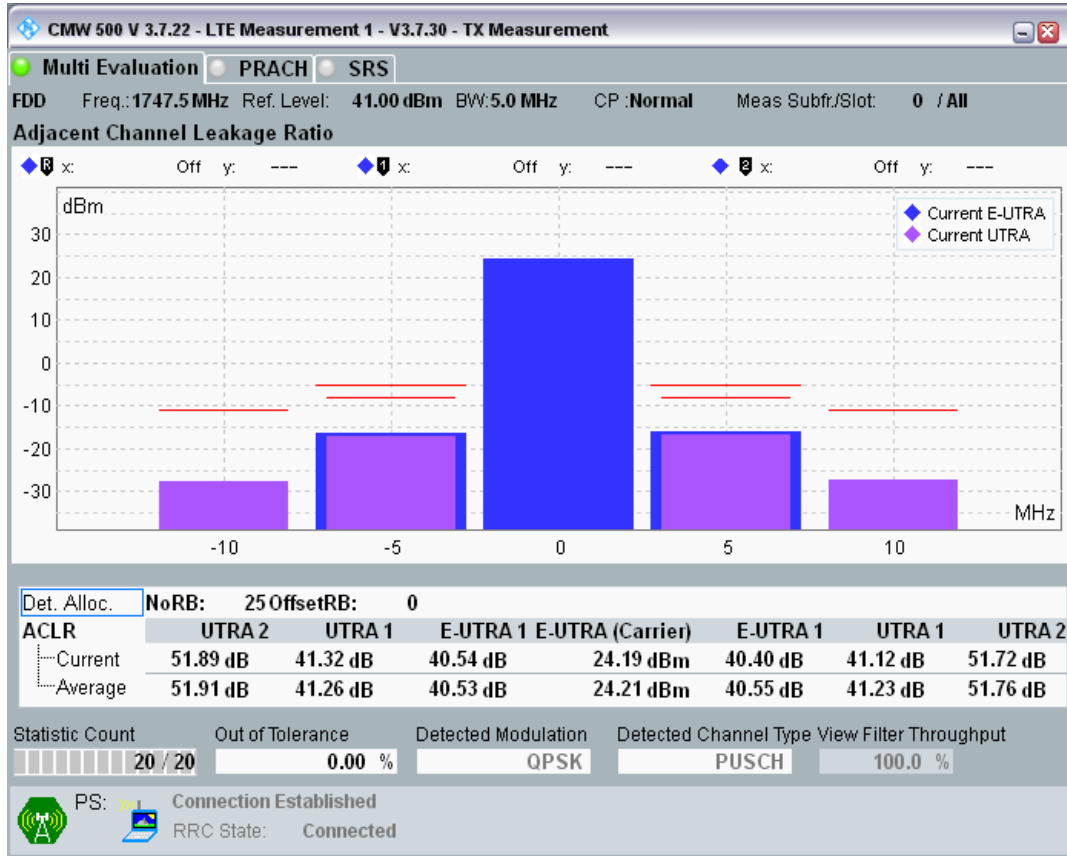 CMW 500 V 3.7.22 - LTE Measurement 1 - V3.7.30 - TX Measurement
Multi Evaluation PRACH SRS
FDD Freq.: 1747.5 MHz Ref. Level: 41.00 dBm BW: 5.0 MHz CP : Normal Meas Subfr./Slot: 0 / All
Adjacent Channel Leakage Ratio
R x: Off y: --- 1 x: Off y: --- 2 x: Off y: ---
dBm
Current E-UTRA
Current UTRA
30
20
10
0
-10
-20
-30
MHz
-10 -5 0 5 10
Det. Alloc. NoRB: 25 OffsetRB: 0
ACLR UTRA 2 UTRA 1 E-UTRA 1 E-UTRA (Carrier) E-UTRA 1 UTRA 1 UTRA 2
Current 51.89 dB 41.32 dB 40.54 dB 24.19 dBm 40.40 dB 41.12 dB 51.72 dB
Average 51.91 dB 41.26 dB 40.53 dB 24.21 dBm 40.55 dB 41.23 dB 51.76 dB
Statistic Count Out of Tolerance Detected Modulation Detected Channel Type View Filter Throughput
20 / 20 0.00 % QPSK PUSCH 100.0 %
PS: Connection Established
RRC State: Connected